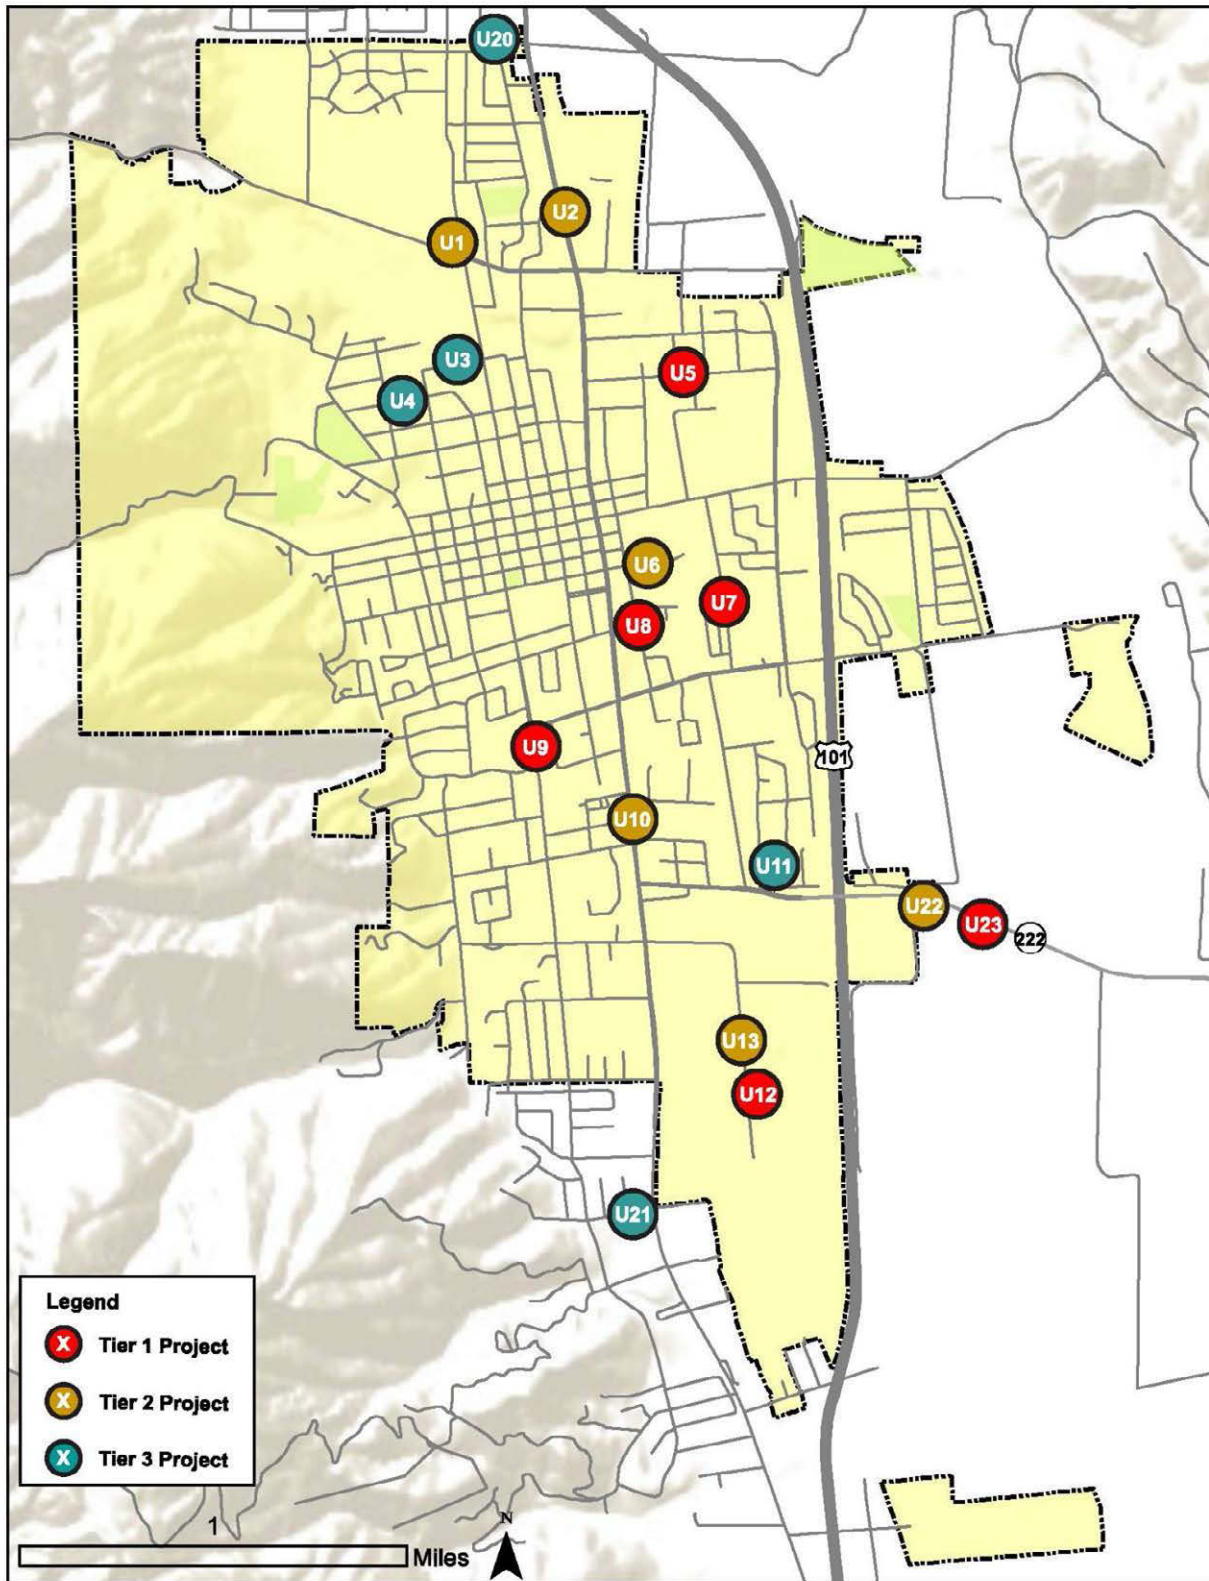 U20
U2
U1
U3
U5
U4
U6
U7
U8
U9
101
U10
U11
U22
U23
222
U13
U12
U21
Legend
X Tier 1 Project
X Tier 2 Project
X Tier 3 Project
1
N
Miles